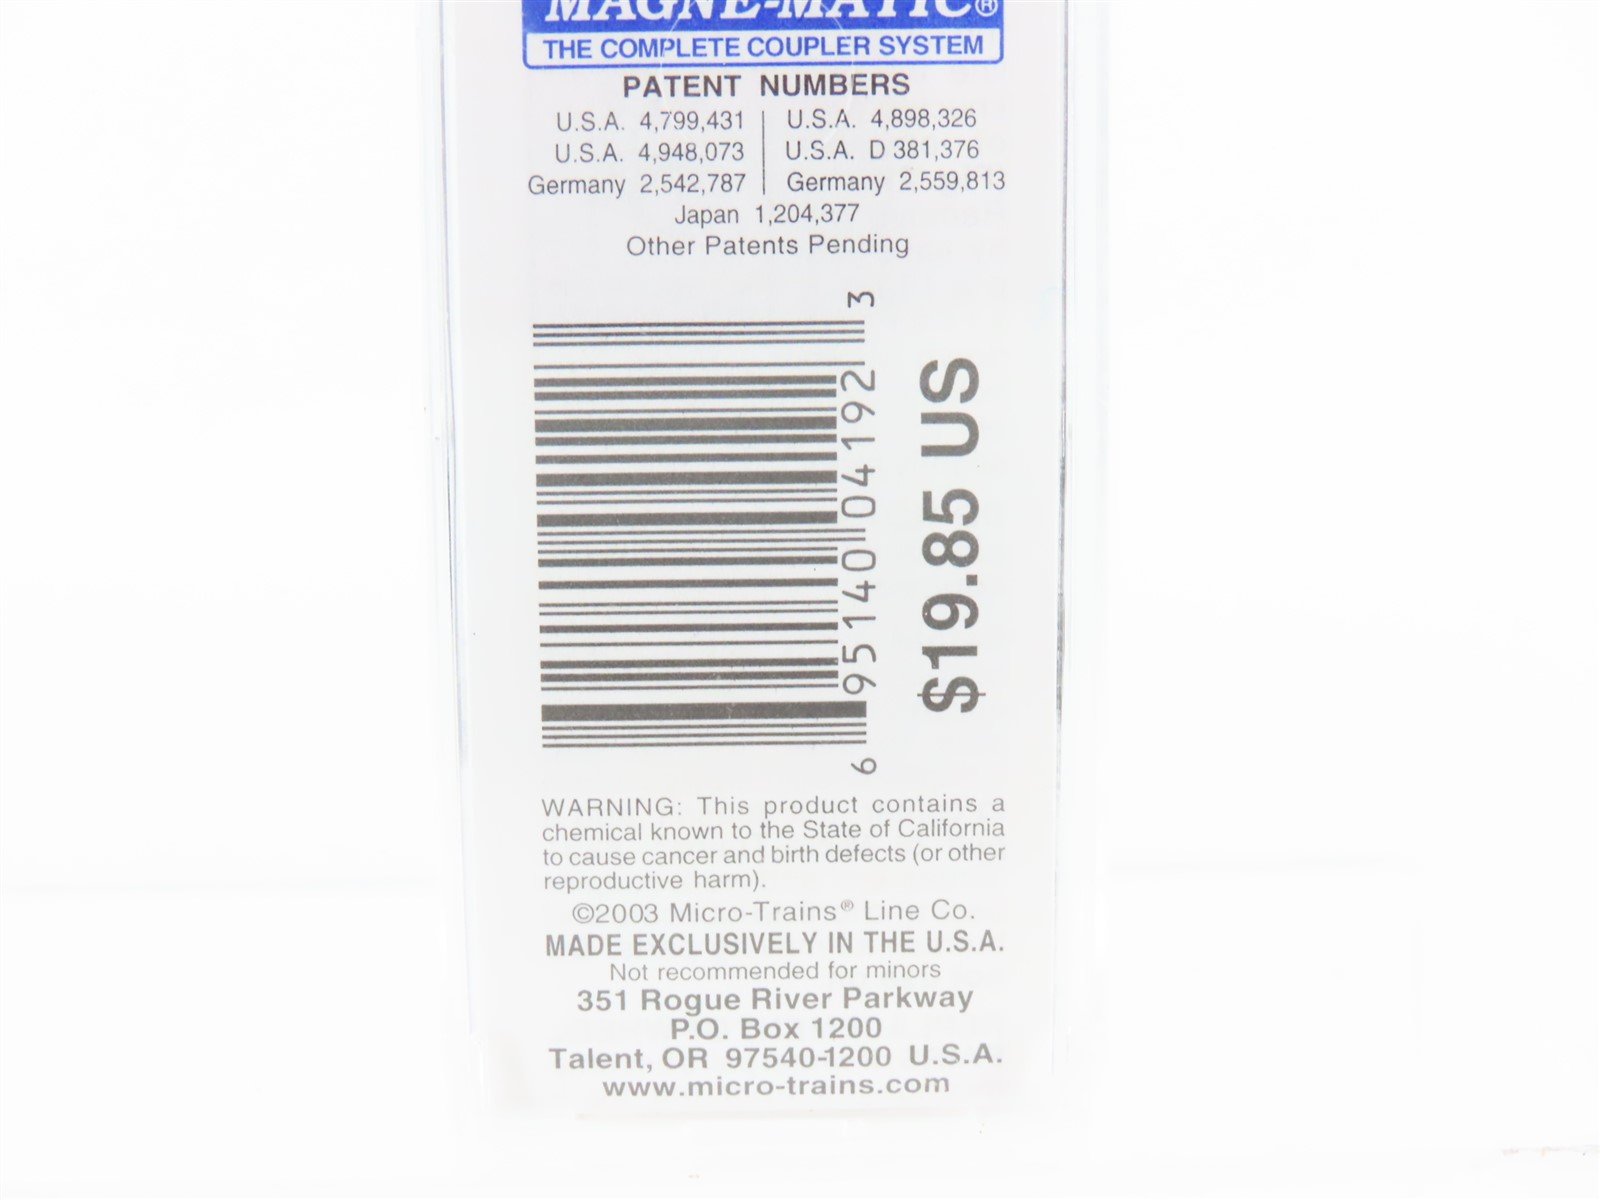 MAGNE-MATIC®
THE COMPLETE COUPLER SYSTEM
PATENT NUMBERS
U.S.A. 4,799,431 | U.S.A. 4,898,326
U.S.A. 4,948,073 | U.S.A. D 381,376
Germany 2,542,787 | Germany 2,559,813
Japan 1,204,377
Other Patents Pending
6 95140 04192 3
$19.85 US
WARNING: This product contains a
chemical known to the State of California
to cause cancer and birth defects (or other
reproductive harm).
©2003 Micro-Trains® Line Co.
MADE EXCLUSIVELY IN THE U.S.A.
Not recommended for minors
351 Rogue River Parkway
P.O. Box 1200
Talent, OR 97540-1200 U.S.A.
www.micro-trains.com